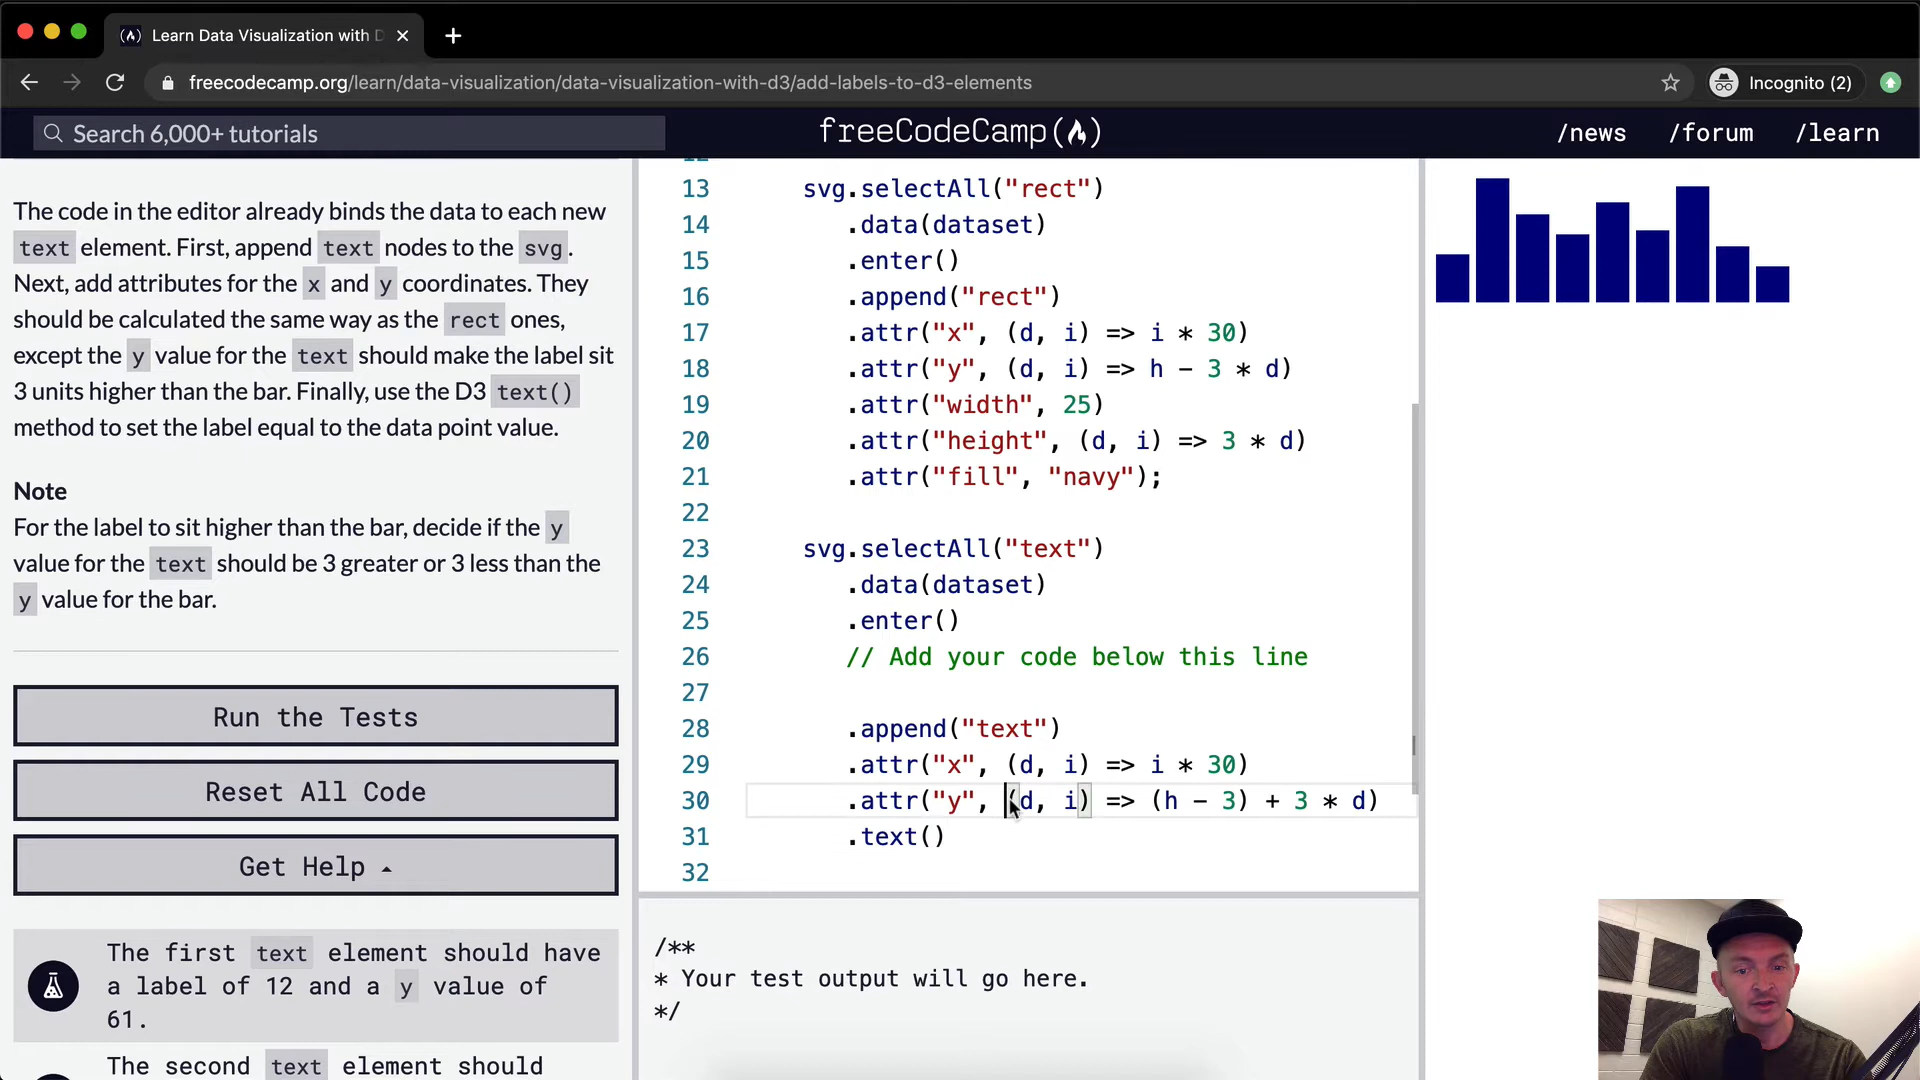 Learn Data Visualization with D
freecodecamp.org/learn/data-visualization/data-visualization-with-d3/add-labels-to-d3-elements
Incognito (2)
Search 6,000+ tutorials
freeCodeCamp
/news /forum /learn
The code in the editor already binds the data to each new
text element. First, append text nodes to the svg.
Next, add attributes for the x and y coordinates. They
should be calculated the same way as the rect ones,
except the y value for the text should make the label sit
3 units higher than the bar. Finally, use the D3 text()
method to set the label equal to the data point value.
Note
For the label to sit higher than the bar, decide if the y
value for the text should be 3 greater or 3 less than the
y value for the bar.
Run the Tests
Reset All Code
Get Help
The first text element should have
a label of 12 and a y value of
61.
The second text element should
13 svg.selectAll("rect")
14 .data(dataset)
15 .enter()
16 .append("rect")
17 .attr("x", (d, i) => i * 30)
18 .attr("y", (d, i) => h - 3 * d)
19 .attr("width", 25)
20 .attr("height", (d, i) => 3 * d)
21 .attr("fill", "navy");
22
23 svg.selectAll("text")
24 .data(dataset)
25 .enter()
26 // Add your code below this line
27
28 .append("text")
29 .attr("x", (d, i) => i * 30)
30 .attr("y", (d, i) => (h - 3) + 3 * d)
31 .text()
32
/**
* Your test output will go here.
*/